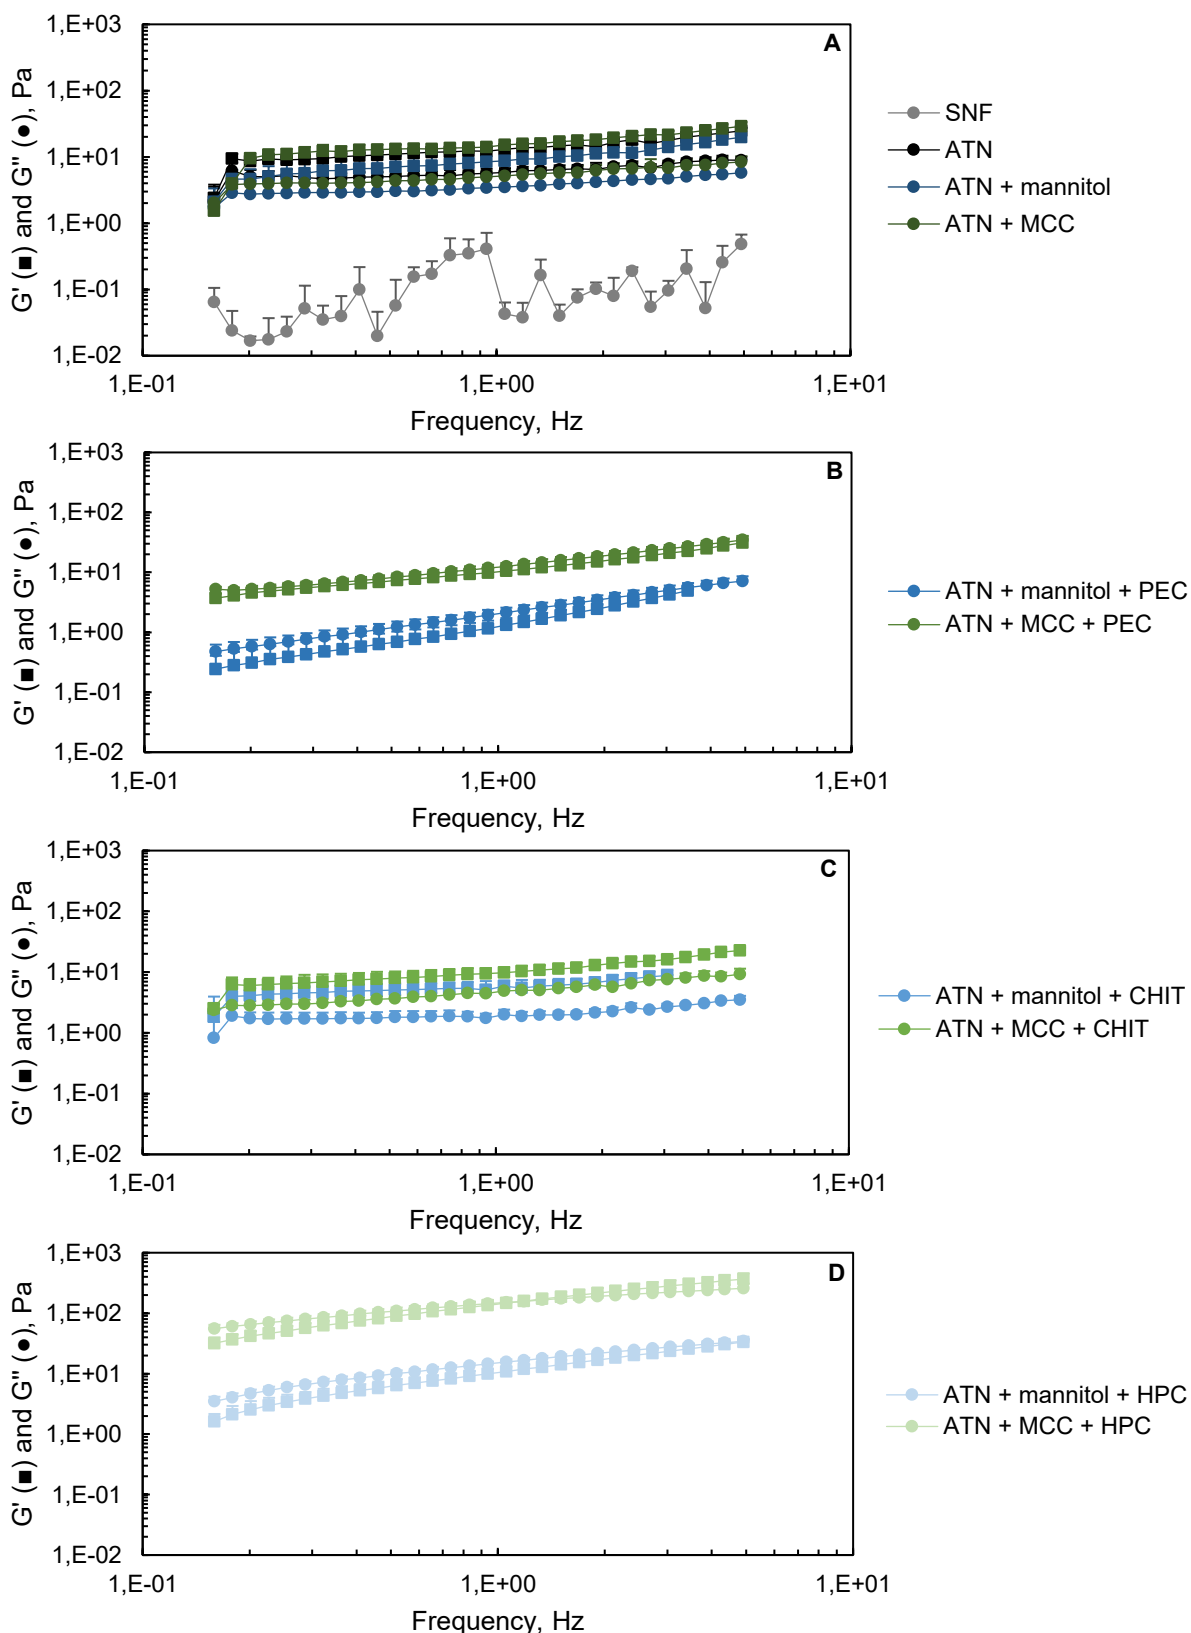 A
1,E+03
1,E+02
1,E+01
1,E+00
1,E-01
1,E-02
G' (■) and G" (●), Pa
1,E-01
1,E+00
1,E+01
Frequency, Hz
SNF
ATN
ATN + mannitol
ATN + MCC
B
1,E+03
1,E+02
1,E+01
1,E+00
1,E-01
1,E-02
G' (■) and G" (●), Pa
1,E-01
1,E+00
1,E+01
Frequency, Hz
ATN + mannitol + PEC
ATN + MCC + PEC
C
1,E+03
1,E+02
1,E+01
1,E+00
1,E-01
1,E-02
G' (■) and G" (●), Pa
1,E-01
1,E+00
1,E+01
Frequency, Hz
ATN + mannitol + CHIT
ATN + MCC + CHIT
D
1,E+03
1,E+02
1,E+01
1,E+00
1,E-01
1,E-02
G' (■) and G" (●), Pa
1,E-01
1,E+00
1,E+01
Frequency, Hz
ATN + mannitol + HPC
ATN + MCC + HPC